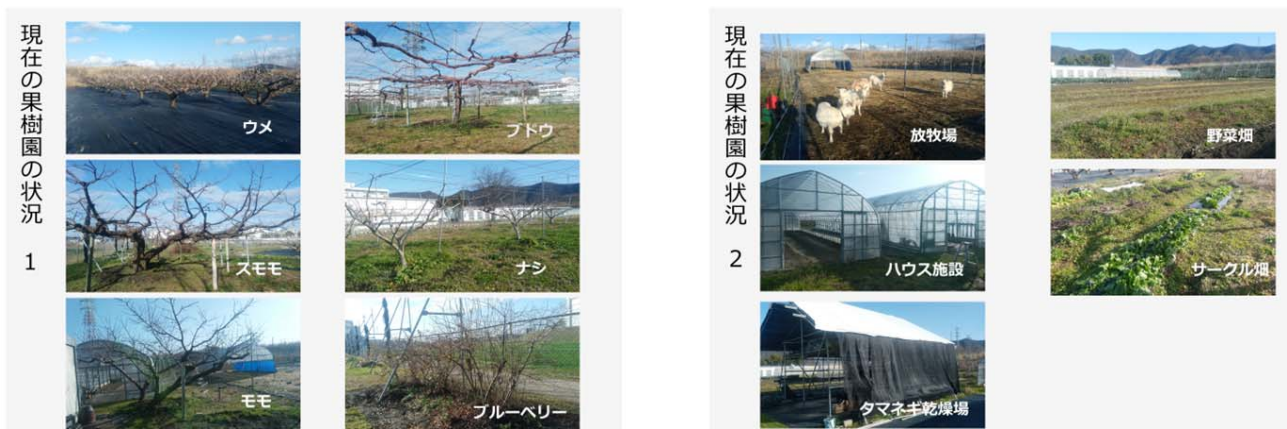 現在の果樹園の状況 1
ウメ
ブドウ
スモモ
ナシ
モモ
ブルーベリー
現在の果樹園の状況 2
放牧場
野菜畑
ハウス施設
サークル畑
タマネギ乾燥場